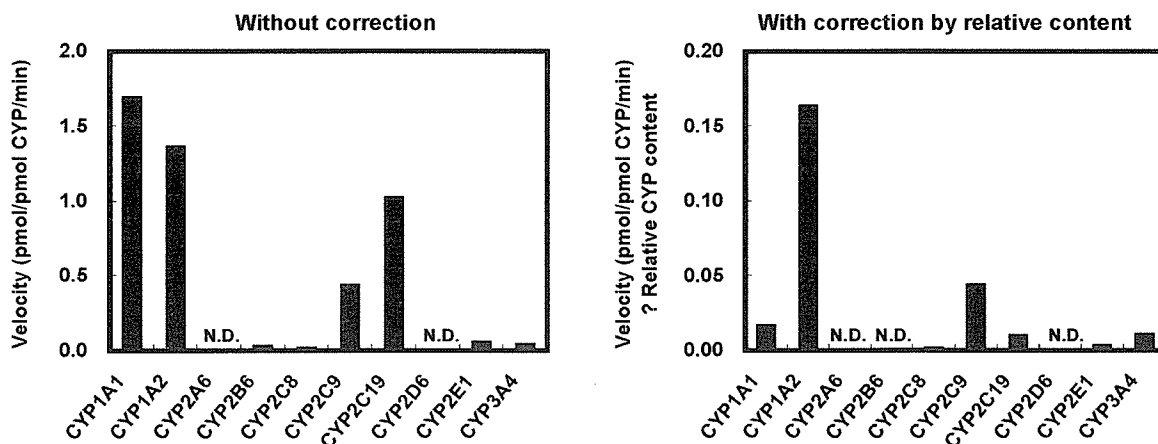 Without correction
Velocity (pmol/pmol CYP/min)
2.0
1.5
1.0
0.5
0.0
N.D.
N.D.
CYP1A1
CYP1A2
CYP2A6
CYP2B6
CYP2C8
CYP2C9
CYP2C19
CYP2D6
CYP2E1
CYP3A4
With correction by relative content
Velocity (pmol/pmol CYP/min)
? Relative CYP content
0.20
0.15
0.10
0.05
0.00
N.D. N.D.
N.D.
CYP1A1
CYP1A2
CYP2A6
CYP2B6
CYP2C8
CYP2C9
CYP2C19
CYP2D6
CYP2E1
CYP3A4